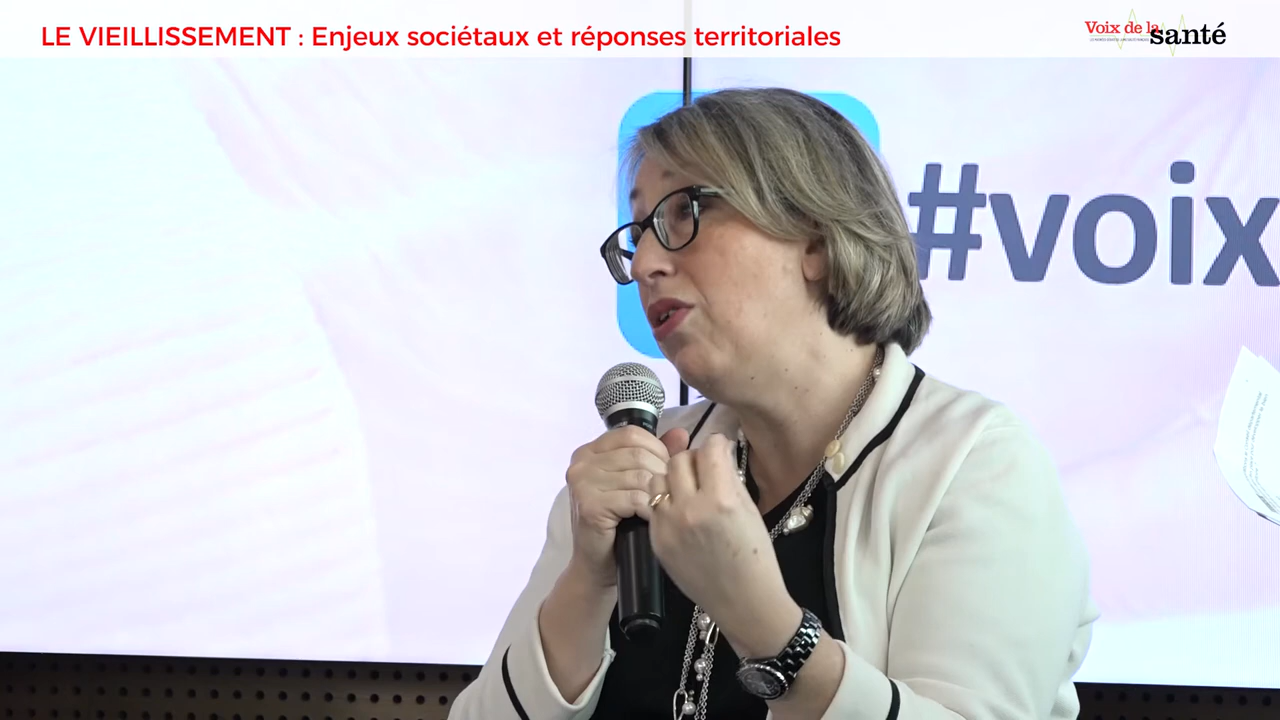 LE VIEILLISSEMENT : Enjeux sociétaux et réponses territoriales
Voix de la
santé
#voix